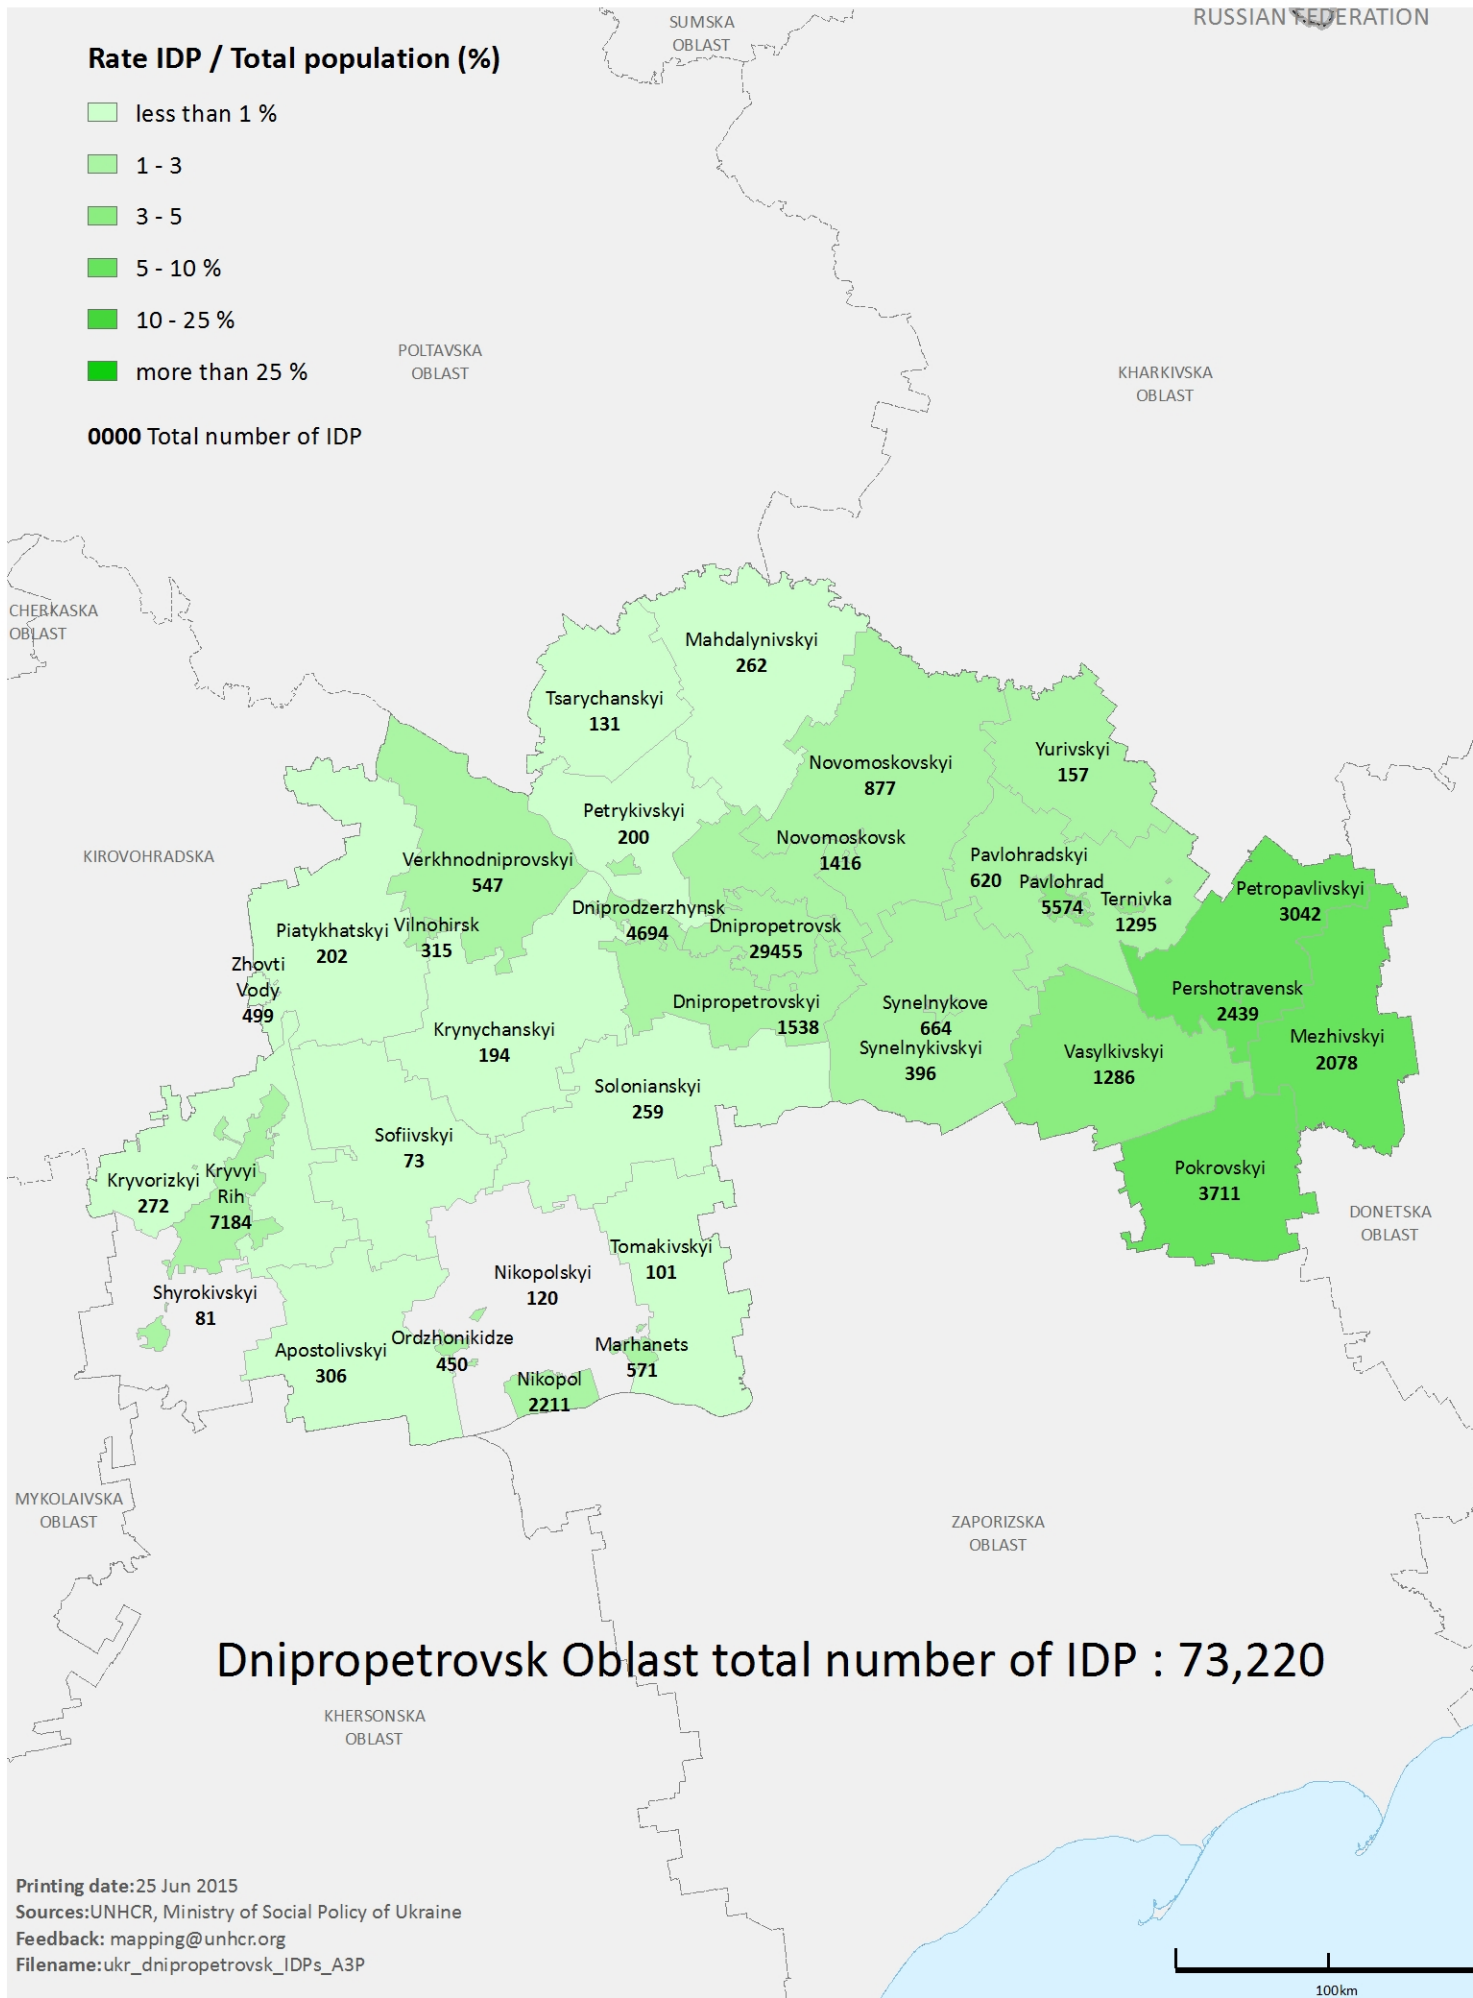 RUSSIAN FEDERATION
SUMSKA
OBLAST
Rate IDP / Total population (%)
less than 1 %
1 - 3
3 - 5
5 - 10 %
10 - 25 %
more than 25 %
0000 Total number of IDP
POLTAVSKA
OBLAST
KHARKIVSKA
OBLAST
CHERKASKA
OBLAST
KIROVOHRADSKA
Mahdalynivskyi
262
Tsarychanskyi
131
Novomoskovskyi
877
Yurivskyi
157
Petrykivskyi
200
Novomoskovsk
1416
Verkhnodniprovskyi
547
Pavlohradskyi
620
Pavlohrad
5574
Ternivka
1295
Petropavlivskyi
3042
Dniprodzerzhynsk
4694
Dnipropetrovsk
29455
Vilnohirsk
315
Piatykhatskyi
202
Zhovti
Vody
499
Pershotravensk
2439
Dnipropetrovskyi
1538
Synelnykove
664
Synelnykivskyi
396
Krynychanskyi
194
Mezhivskyi
2078
Vasylkivskyi
1286
Solonianskyi
259
Sofiivskyi
73
Kryvorizkyi
272
Kryvyi
Rih
7184
Pokrovskyi
3711
DONETSKA
OBLAST
Tomakivskyi
101
Nikopolskyi
120
Shyrokivskyi
81
Ordzhonikidze
450
Marhanets
571
Apostolivskyi
306
Nikopol
2211
MYKOLAIVSKA
OBLAST
ZAPORIZSKA
OBLAST
Dnipropetrovsk Oblast total number of IDP : 73,220
KHERSONSKA
OBLAST
Printing date:25 Jun 2015
Sources:UNHCR, Ministry of Social Policy of Ukraine
Feedback: mapping@unhcr.org
Filename:ukr_dnipropetrovsk_IDPs_A3P
100km